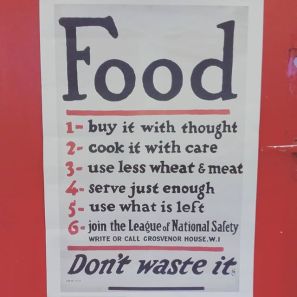 Food
1- buy it with thought
2- cook it with care
3- use less wheat & meat
4- serve just enough
5- use what is left
6- join the League of National Safety
WRITE OR CALL GROSVENOR HOUSE, W.1
Don't waste it